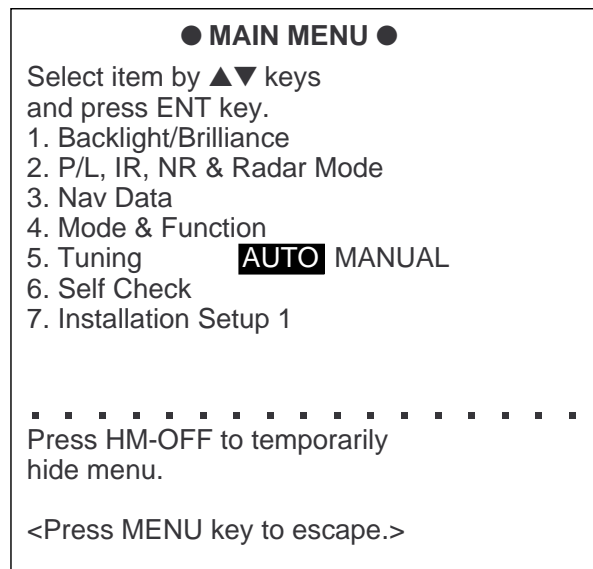 ● MAIN MENU ●
Select item by ▲▼ keys
and press ENT key.
1. Backlight/Brilliance
2. P/L, IR, NR & Radar Mode
3. Nav Data
4. Mode & Function
5. Tuning AUTO MANUAL
6. Self Check
7. Installation Setup 1
Press HM-OFF to temporarily
hide menu.
<Press MENU key to escape.>